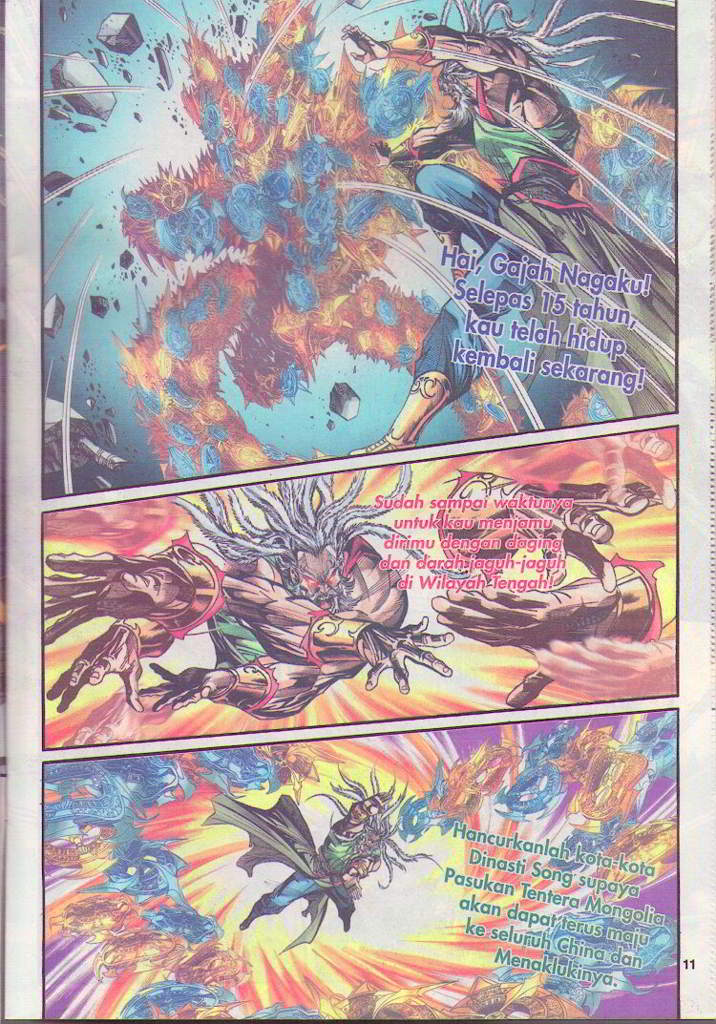 Hai, Gajah Nagaku!
Selepas 15 tahun,
kau telah hidup
kembali sekarang!
Sudah sampai waktunya
untuk kau menjamu
dirimu dengan daging
dan darah jaguh-jaguh
di Wilayah Tengah!
Hancurkanlah kota-kota
Dinasti Song supaya
Pasukan Tentera Mongolia
akan dapat terus maju
ke seluruh China dan
Menaklukinya.
11